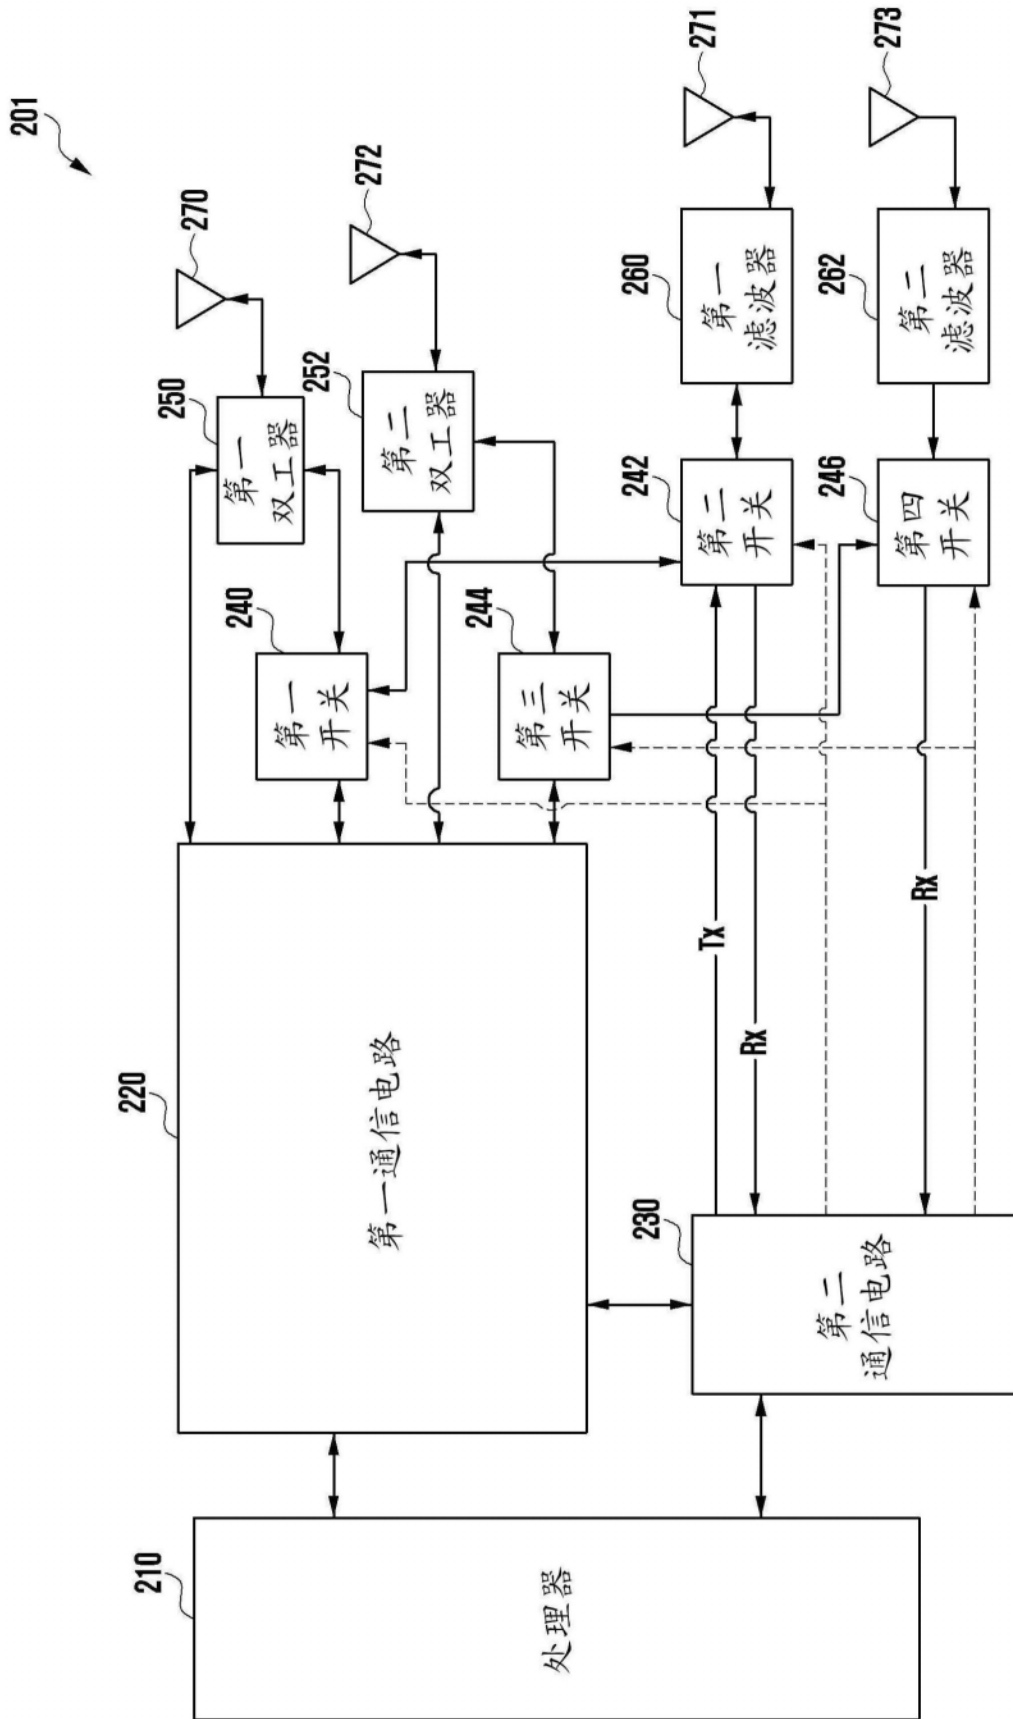 201
210
处理器
220
第一通信电路
230
第二
通信电路
Tx
Rx
Rx
240
第一
开关
244
第三
开关
250
第一
双工器
252
第二
双工器
242
第二
开关
246
第四
开关
260
第一
滤波器
262
第二
滤波器
270
272
271
273